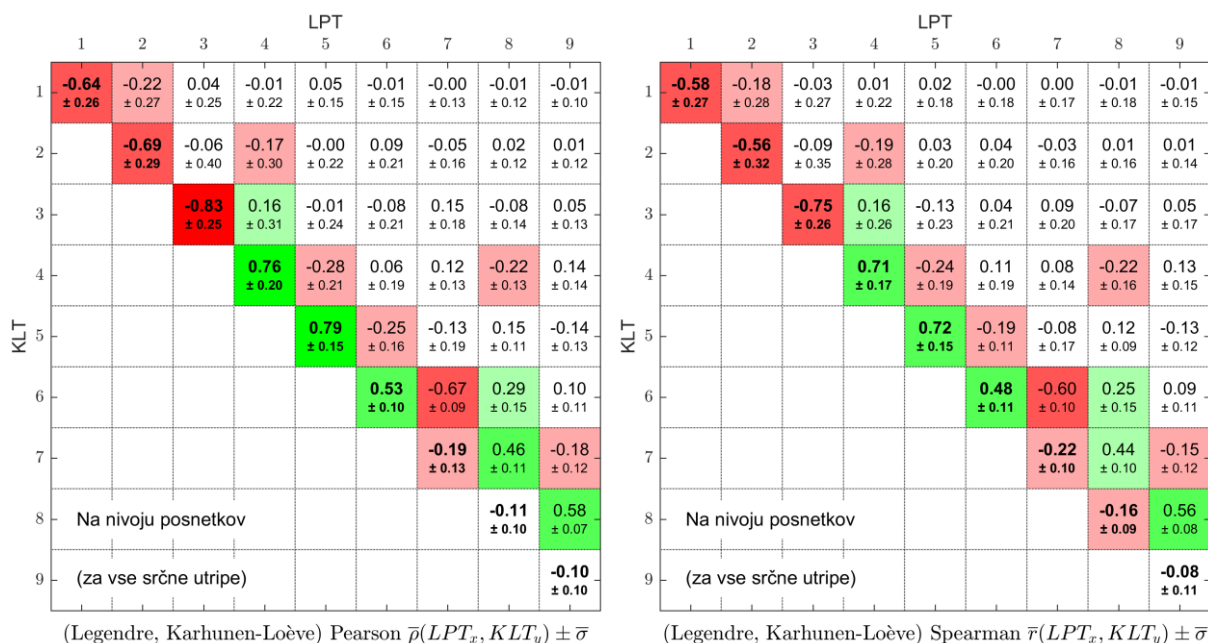 LPT
1 2 3 4 5 6 7 8 9
KLT
1 -0.64 -0.22 0.04 -0.01 0.05 -0.01 -0.00 -0.01 -0.01
± 0.26 ± 0.27 ± 0.25 ± 0.22 ± 0.15 ± 0.15 ± 0.13 ± 0.12 ± 0.10
2 -0.69 -0.06 -0.17 -0.00 0.09 -0.05 0.02 0.01
± 0.29 ± 0.40 ± 0.30 ± 0.22 ± 0.21 ± 0.16 ± 0.12 ± 0.12
3 -0.83 0.16 -0.01 -0.08 0.15 -0.08 0.05
± 0.25 ± 0.31 ± 0.24 ± 0.21 ± 0.18 ± 0.14 ± 0.13
4 0.76 -0.28 0.06 0.12 -0.22 0.14
± 0.20 ± 0.21 ± 0.19 ± 0.13 ± 0.13 ± 0.14
5 0.79 -0.25 -0.13 0.15 -0.14
± 0.15 ± 0.16 ± 0.19 ± 0.11 ± 0.13
6 0.53 -0.67 0.29 0.10
± 0.10 ± 0.09 ± 0.15 ± 0.11
7 -0.19 0.46 -0.18
± 0.13 ± 0.11 ± 0.12
8 Na nivoju posnetkov -0.11 0.58
± 0.10 ± 0.07
9 (za vse srčne utripe) -0.10
± 0.10
(Legendre, Karhunen-Loève) Pearson ρ̅(LPTₓ, KLTᵧ) ± σ̅
LPT
1 2 3 4 5 6 7 8 9
KLT
1 -0.58 -0.18 -0.03 0.01 0.02 -0.00 0.00 -0.01 -0.01
± 0.27 ± 0.28 ± 0.27 ± 0.22 ± 0.18 ± 0.18 ± 0.17 ± 0.18 ± 0.15
2 -0.56 -0.09 -0.19 0.03 0.04 -0.03 0.01 0.01
± 0.32 ± 0.35 ± 0.28 ± 0.20 ± 0.20 ± 0.16 ± 0.16 ± 0.14
3 -0.75 0.16 -0.13 0.04 0.09 -0.07 0.05
± 0.26 ± 0.26 ± 0.23 ± 0.21 ± 0.20 ± 0.17 ± 0.17
4 0.71 -0.24 0.11 0.08 -0.22 0.13
± 0.17 ± 0.19 ± 0.19 ± 0.14 ± 0.16 ± 0.15
5 0.72 -0.19 -0.08 0.12 -0.13
± 0.15 ± 0.11 ± 0.17 ± 0.09 ± 0.12
6 0.48 -0.60 0.25 0.09
± 0.11 ± 0.10 ± 0.15 ± 0.11
7 -0.22 0.44 -0.15
± 0.10 ± 0.10 ± 0.12
8 Na nivoju posnetkov -0.16 0.56
± 0.09 ± 0.08
9 (za vse srčne utripe) -0.08
± 0.11
(Legendre, Karhunen-Loève) Spearman r̅(LPTₓ, KLTᵧ) ± σ̅